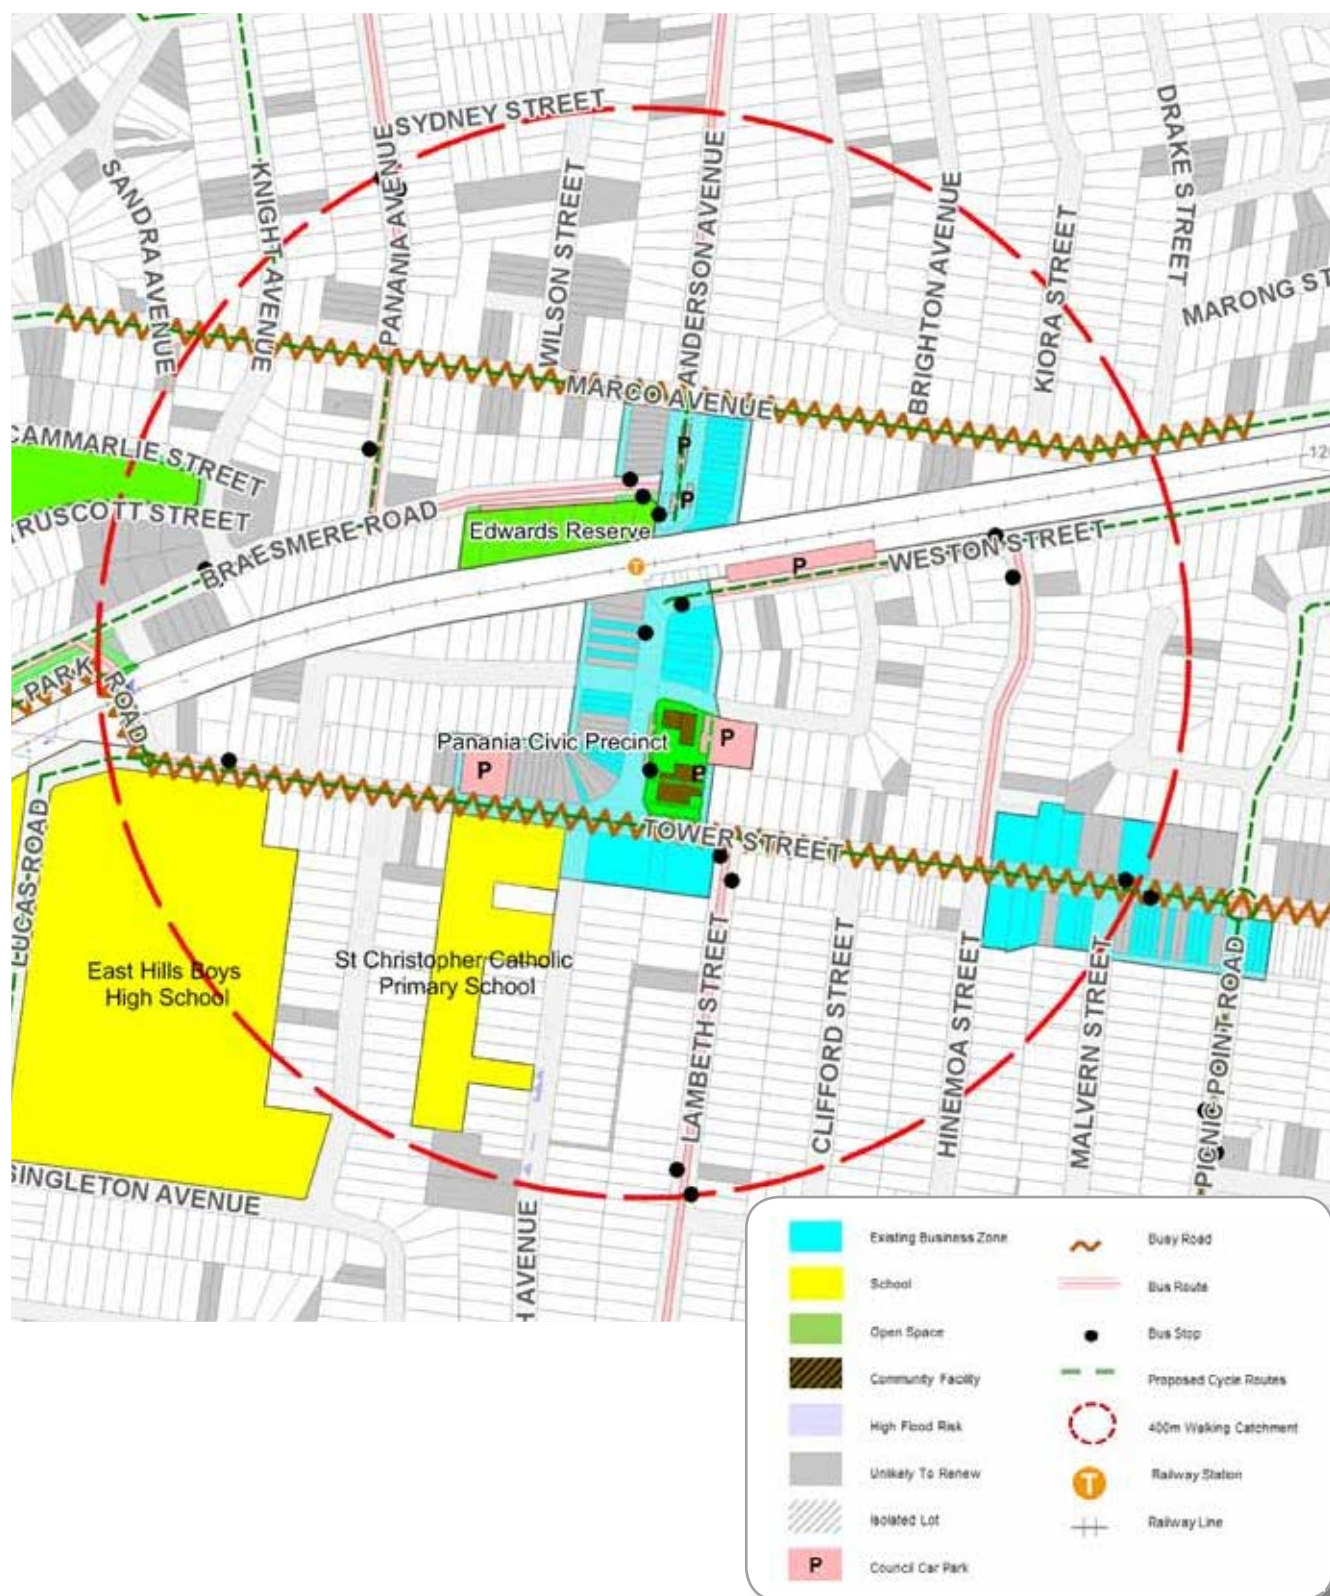 SYDNEY STREET
DRAKE STREET
SANDRA AVENUE
KNIGHT AVENUE
PANANIA AVENUE
WILSON STREET
ANDERSON AVENUE
BRIGHTON AVENUE
KIORA STREET
MARONG ST
MARCO AVENUE
CAMMARLIE STREET
TRUSCOTT STREET
BRAESMERE ROAD
P
P
Edwards Reserve
T
P
WESTON STREET
PARK ROAD
Panania Civic Precinct
P
P
P
TOWER STREET
LUCAS ROAD
East Hills Boys
High School
St Christopher Catholic
Primary School
LAMBETH STREET
CLIFFORD STREET
HINEMOA STREET
MALVERN STREET
PICNIC POINT ROAD
SINGLETON AVENUE
H AVENUE
Existing Business Zone
School
Open Space
Community Facility
High Flood Risk
Unlikely To Renew
Isolated Lot
P Council Car Park
Busy Road
Bus Route
Bus Stop
Proposed Cycle Routes
400m Walking Catchment
T Railway Station
Railway Line